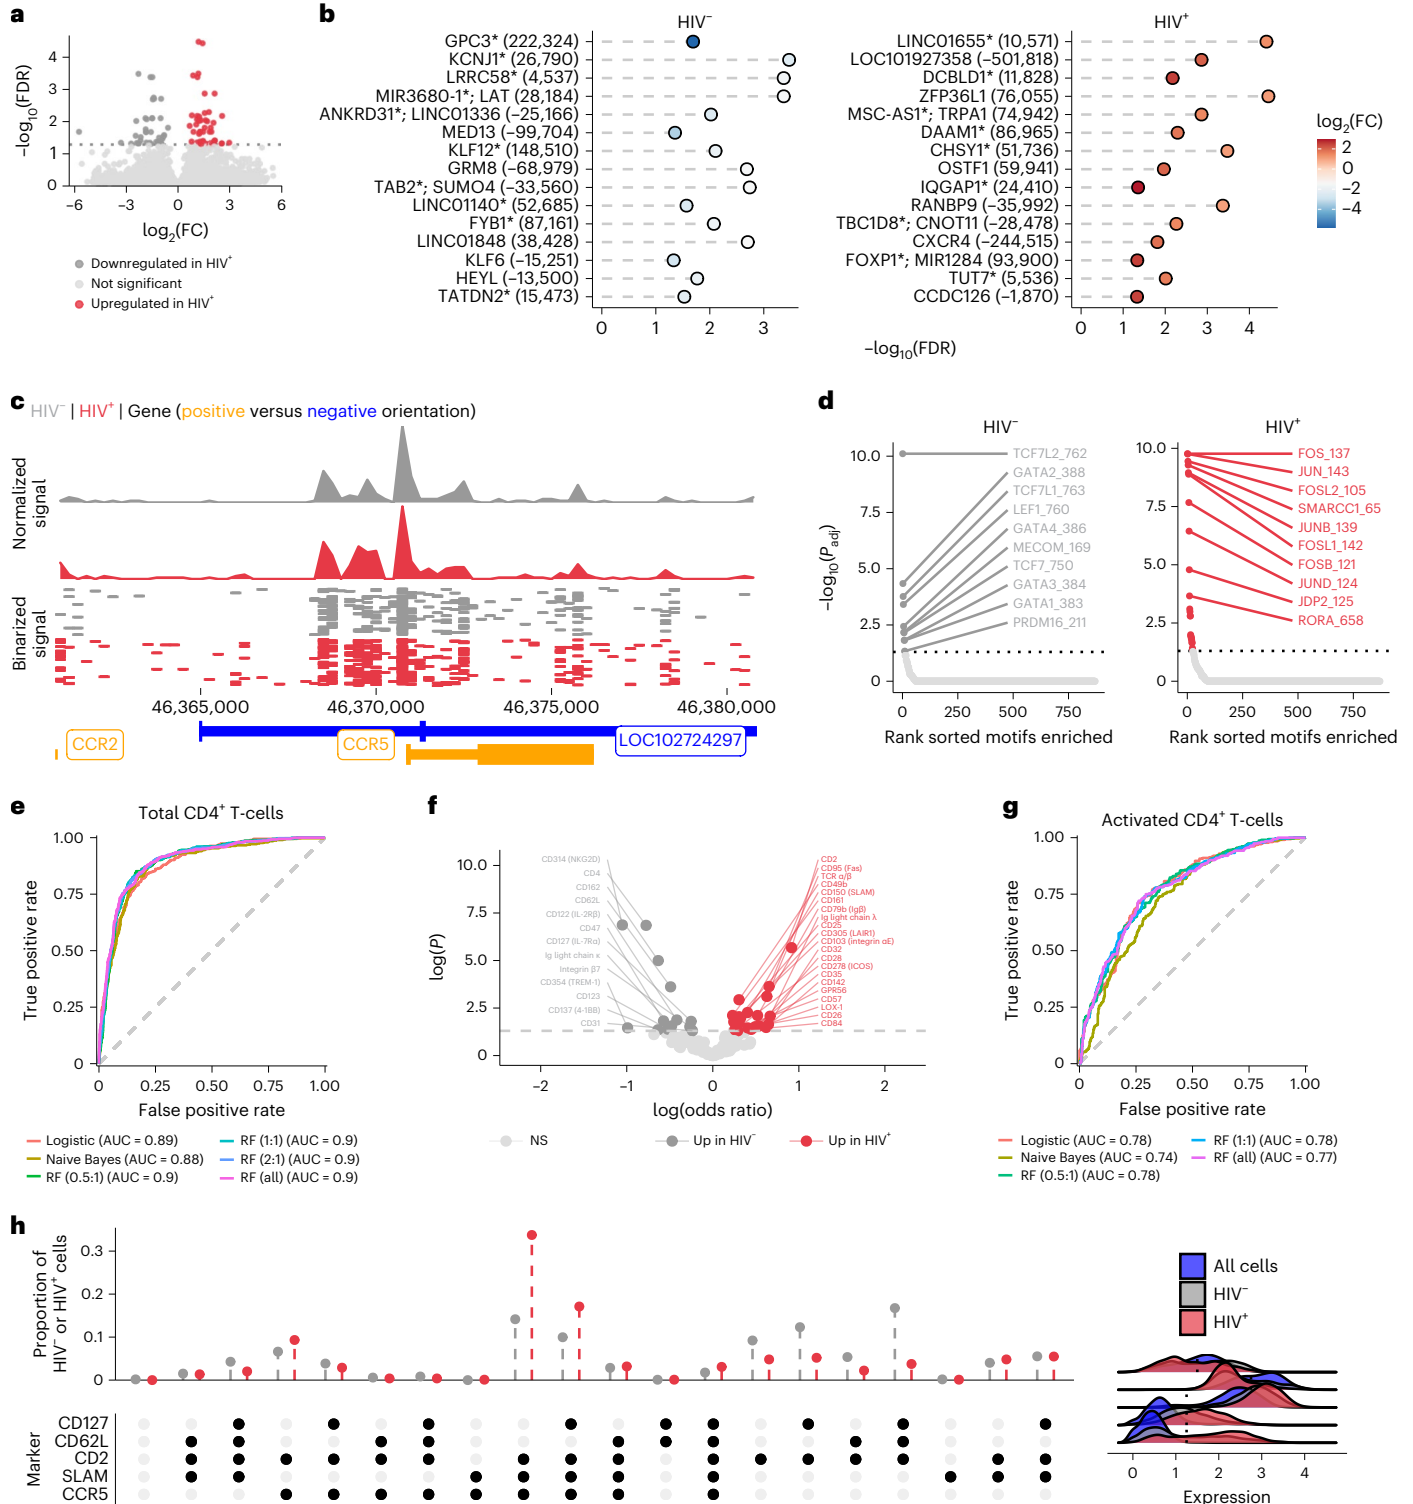 a
−log10(FDR)
4
3
2
1
0
−6
−3
0
3
6
log2(FC)
Downregulated in HIV+
Not significant
Upregulated in HIV+
b
HIV−
GPC3* (222,324)
KCNJ1* (26,790)
LRRC58* (4,537)
MIR3680-1*; LAT (28,184)
ANKRD31*; LINC01336 (−25,166)
MED13 (−99,704)
KLF12* (148,510)
GRM8 (−68,979)
TAB2*; SUMO4 (−33,560)
LINC01140* (52,685)
FYB1* (87,161)
LINC01848 (38,428)
KLF6 (−15,251)
HEYL (−13,500)
TATDN2* (15,473)
0
1
2
3
HIV+
LINC01655* (10,571)
LOC101927358 (−501,818)
DCBLD1* (11,828)
ZFP36L1 (76,055)
MSC-AS1*; TRPA1 (74,942)
DAAM1* (86,965)
CHSY1* (51,736)
OSTF1 (59,941)
IQGAP1* (24,410)
RANBP9 (−35,992)
TBC1D8*; CNOT11 (−28,478)
CXCR4 (−244,515)
FOXP1*; MIR1284 (93,900)
TUT7* (5,536)
CCDC126 (−1,870)
0
1
2
3
4
−log10(FDR)
log2(FC)
2
0
−2
−4
c
HIV− | HIV+ | Gene (positive versus negative orientation)
Normalized
signal
Binarized
signal
46,365,000
46,370,000
46,375,000
46,380,000
CCR2
CCR5
LOC102724297
d
HIV−
−log10(Padj)
10.0
7.5
5.0
2.5
0
TCF7L2_762
GATA2_388
TCF7L1_763
LEF1_760
GATA4_386
MECOM_169
TCF7_750
GATA3_384
GATA1_383
PRDM16_211
0
250
500
750
Rank sorted motifs enriched
HIV+
10.0
7.5
5.0
2.5
0
FOS_137
JUN_143
FOSL2_105
SMARCC1_65
JUNB_139
FOSL1_142
FOSB_121
JUND_124
JDP2_125
RORA_658
0
250
500
750
Rank sorted motifs enriched
e
Total CD4+ T-cells
True positive rate
1.00
0.75
0.50
0.25
0
0
0.25
0.50
0.75
1.00
False positive rate
Logistic (AUC = 0.89)
Naive Bayes (AUC = 0.88)
RF (0.5:1) (AUC = 0.9)
RF (1:1) (AUC = 0.9)
RF (2:1) (AUC = 0.9)
RF (all) (AUC = 0.9)
f
log(P)
10.0
7.5
5.0
2.5
0
CD314 (NKG2D)
CD4
CD162
CD62L
CD122 (IL-2Rβ)
CD47
CD127 (IL-7Rα)
Ig light chain κ
Integrin β7
CD354 (TREM-1)
CD123
CD137 (4-1BB)
CD31
CD2
CD95 (Fas)
TCR α/β
CD49b
CD150 (SLAM)
CD161
CD79b (Igβ)
Ig light chain λ
CD25
CD305 (LAIR1)
CD103 (integrin αE)
CD32
CD28
CD278 (ICOS)
CD35
CD142
GPR56
CD57
LOX-1
CD26
CD84
−2
−1
0
1
2
log(odds ratio)
NS
Up in HIV−
Up in HIV+
g
Activated CD4+ T-cells
True positive rate
1.00
0.75
0.50
0.25
0
0
0.25
0.50
0.75
1.00
False positive rate
Logistic (AUC = 0.78)
Naive Bayes (AUC = 0.74)
RF (0.5:1) (AUC = 0.78)
RF (1:1) (AUC = 0.78)
RF (all) (AUC = 0.77)
h
Proportion of
HIV− or HIV+ cells
0.3
0.2
0.1
0
Marker
CD127
CD62L
CD2
SLAM
CCR5
All cells
HIV−
HIV+
0
1
2
3
4
Expression